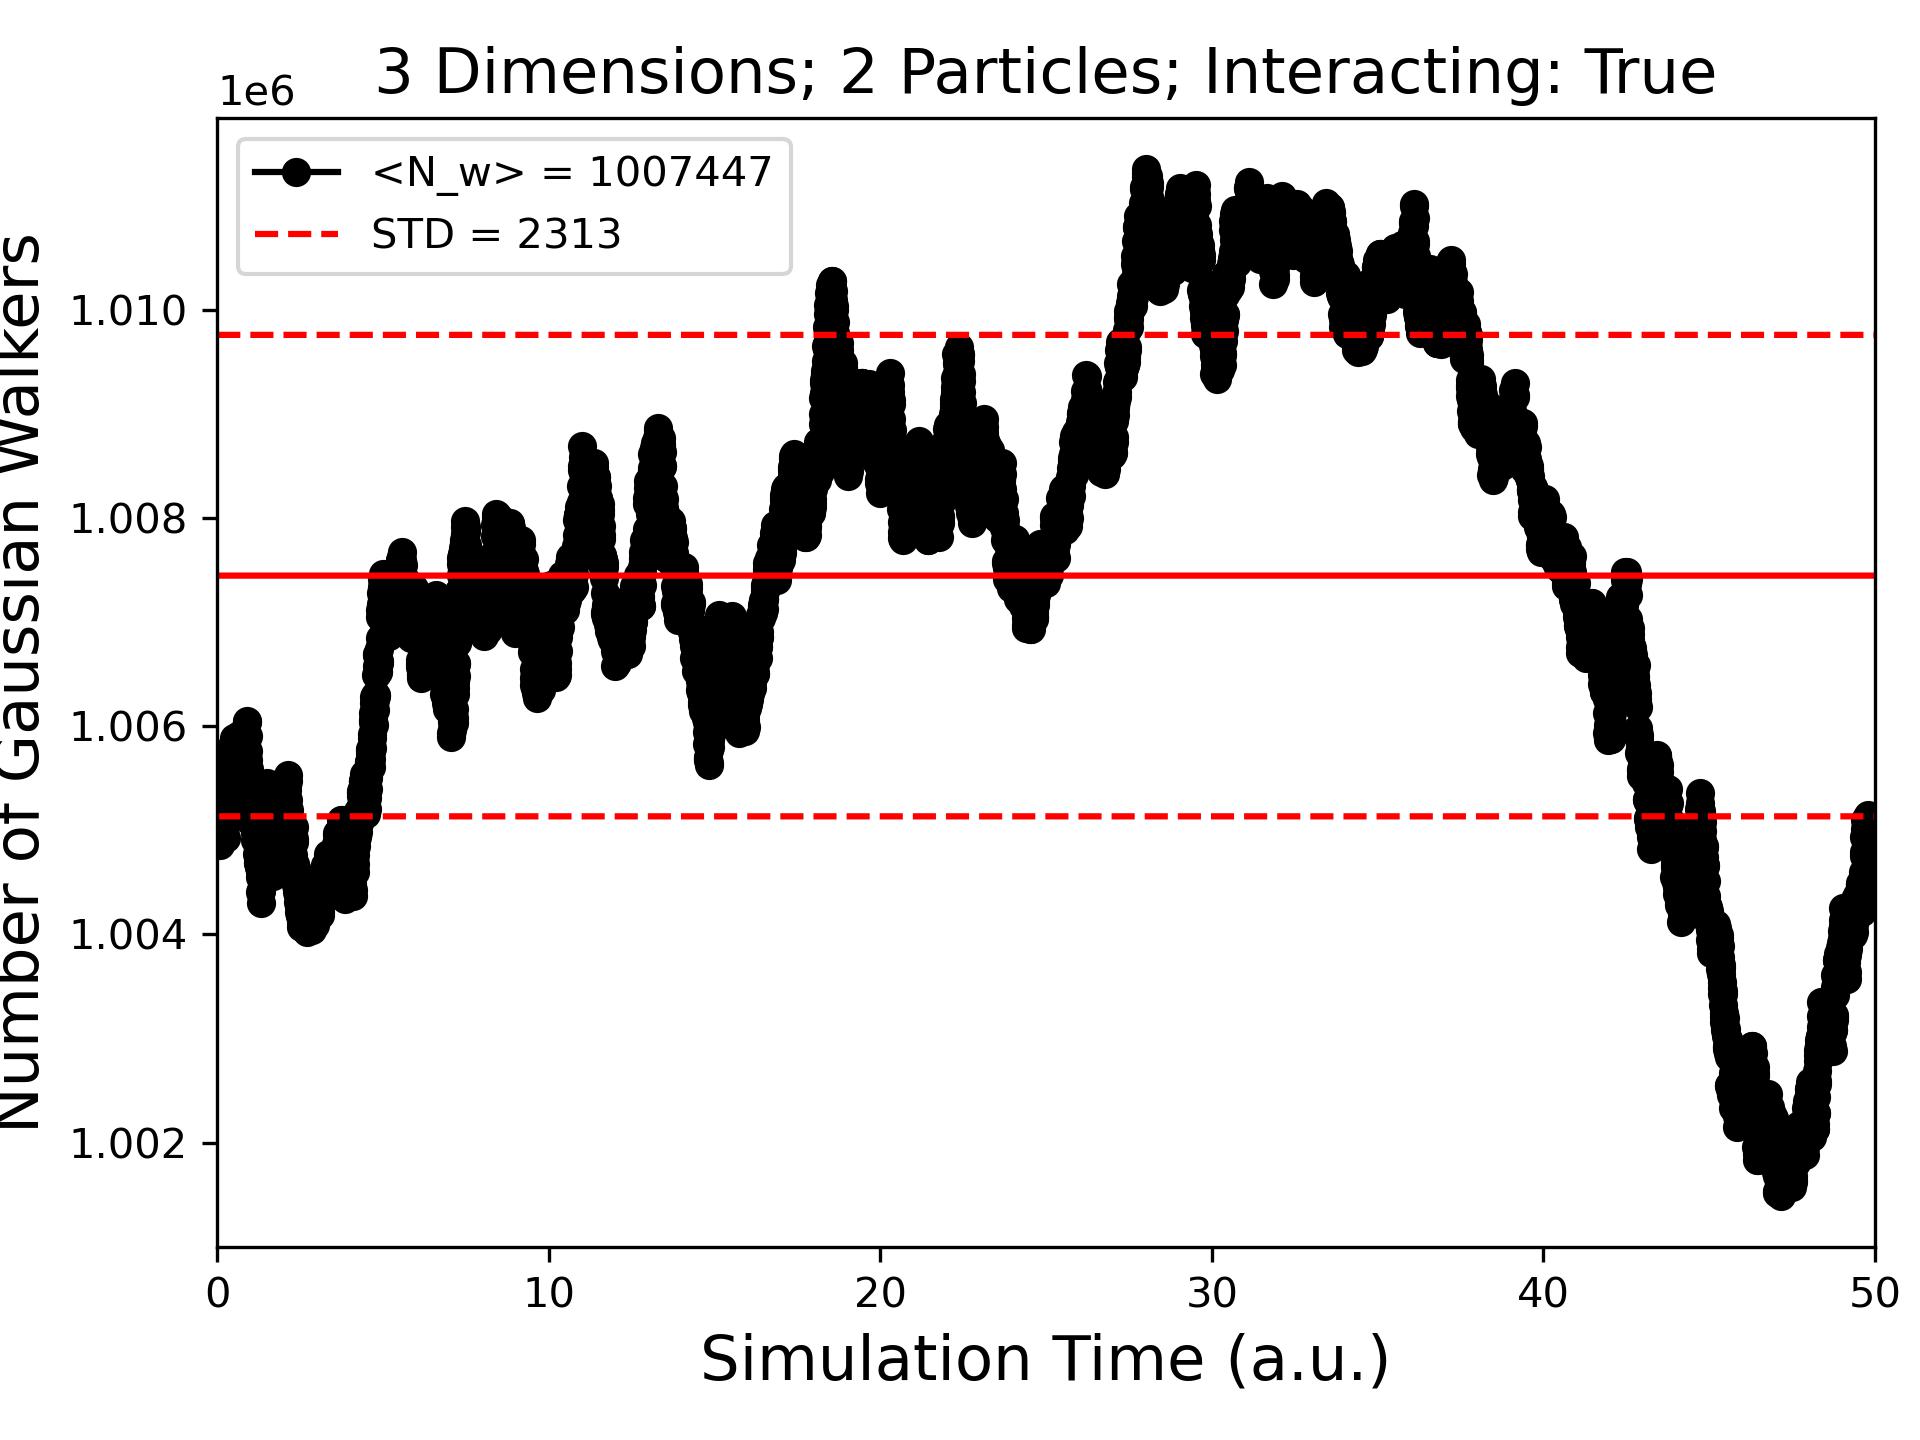 3 Dimensions; 2 Particles; Interacting: True
1e6
<N_w> = 1007447
STD = 2313
Number of Gaussian Walkers
1.010
1.008
1.006
1.004
1.002
0 10 20 30 40 50
Simulation Time (a.u.)